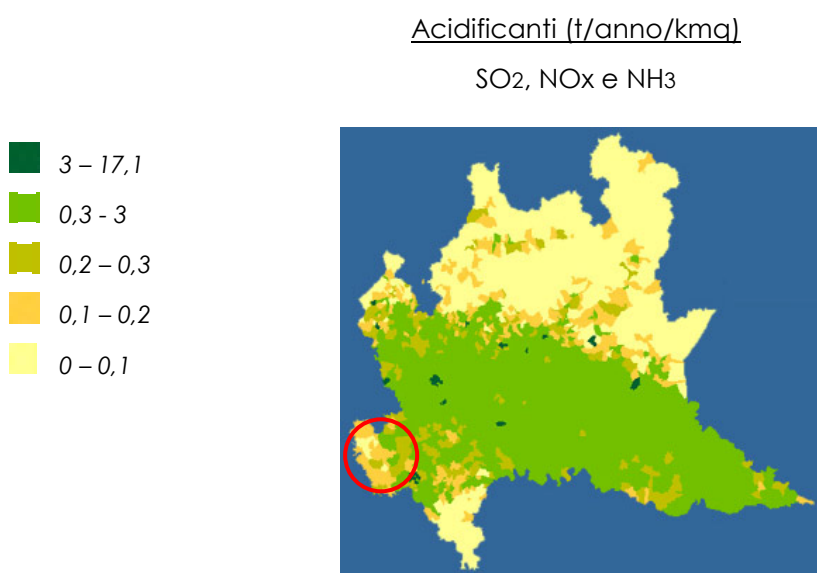 Acidificanti (t/anno/kmq)
SO2, NOx e NH3
3 – 17,1
0,3 - 3
0,2 – 0,3
0,1 – 0,2
0 – 0,1